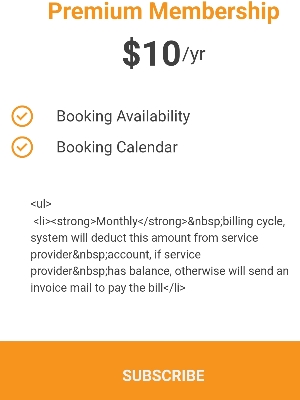 Premium Membership
$10/yr
Booking Availability
Booking Calendar
<ul>
<li><strong>Monthly</strong>&nbsp;billing cycle,
system will deduct this amount from service
provider&nbsp;account, if service
provider&nbsp;has balance, otherwise will send an
invoice mail to pay the bill</li>
SUBSCRIBE